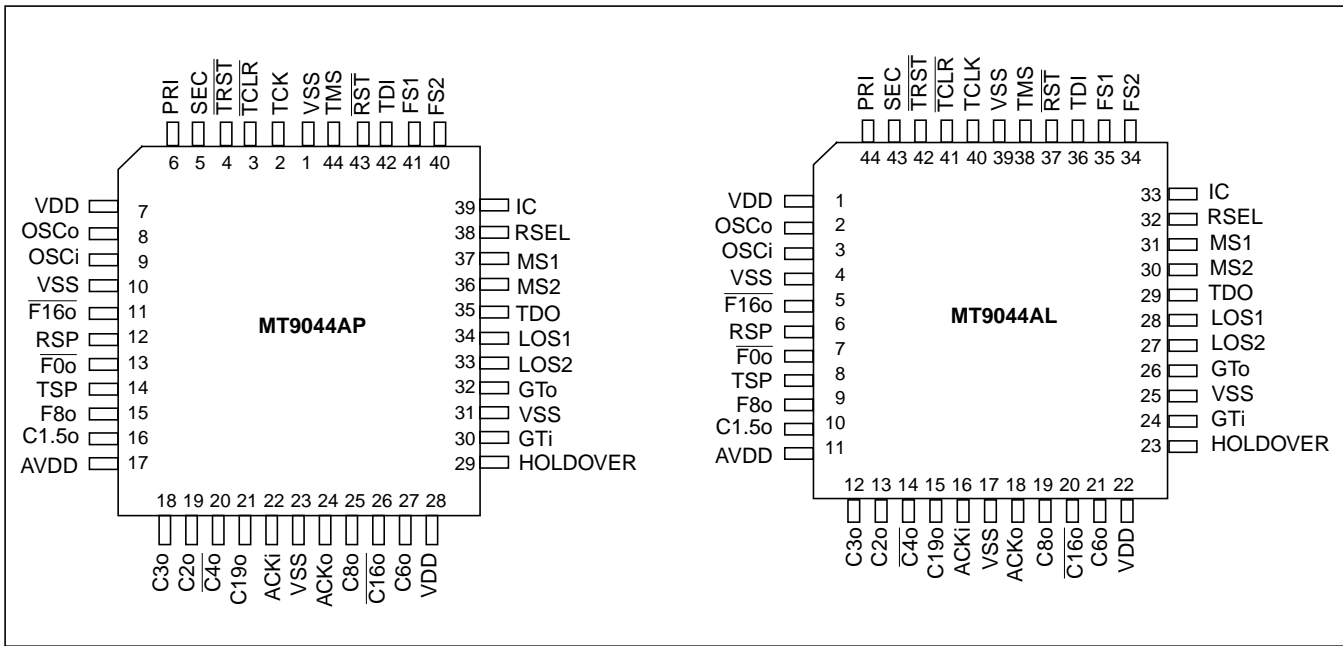 PRI SEC TRST TCLR TCK VSS TMS RST TDI FS1 FS2
6 5 4 3 2 1 44 43 42 41 40
VDD 7
OSCo 8
OSCi 9
VSS 10
F16o 11
RSP 12
F0o 13
TSP 14
F8o 15
C1.5o 16
AVDD 17
MT9044AP
39 IC
38 RSEL
37 MS1
36 MS2
35 TDO
34 LOS1
33 LOS2
32 GTo
31 VSS
30 GTi
29 HOLDOVER
18 19 20 21 22 23 24 25 26 27 28
C3o C2o C4o C19o ACKi VSS ACKo C8o C16o C6o VDD
PRI SEC TRST TCLR TCLK VSS TMS RST TDI FS1 FS2
44 43 42 41 40 39 38 37 36 35 34
VDD 1
OSCo 2
OSCi 3
VSS 4
F16o 5
RSP 6
F0o 7
TSP 8
F8o 9
C1.5o 10
AVDD 11
MT9044AL
33 IC
32 RSEL
31 MS1
30 MS2
29 TDO
28 LOS1
27 LOS2
26 GTo
25 VSS
24 GTi
23 HOLDOVER
12 13 14 15 16 17 18 19 20 21 22
C3o C2o C4o C19o ACKi VSS ACKo C8o C16o C6o VDD